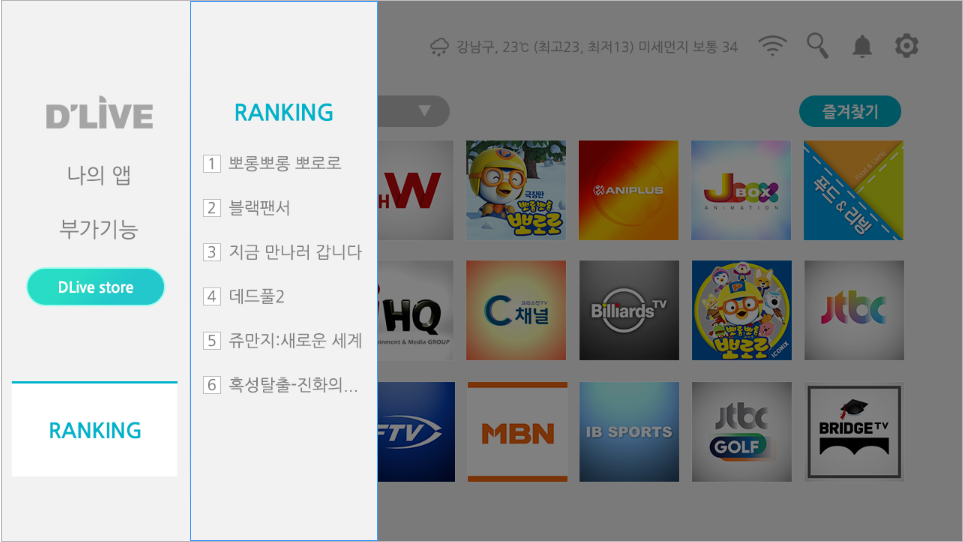 강남구, 23℃ (최고23, 최저13) 미세먼지 보통 34
D'LIVE
나의 앱
부가기능
DLive store
RANKING
RANKING
1 뽀롱뽀롱 뽀로로
2 블랙팬서
3 지금 만나러 갑니다
4 데드풀2
5 쥬만지:새로운 세계
6 혹성탈출-진화의...
즐겨찾기
HW
극장판
뽀롱뽀롱
뽀로로
ANIPLUS
JBOX
ANIMATION
푸드 & 리빙
iHQ
inment & Media GROUP
C채널
Billiards TV
뽀롱뽀롱
뽀로로
ICONIX
jtbc
FTV
MBN
IB SPORTS
jtbc
GOLF
BRIDGE TV